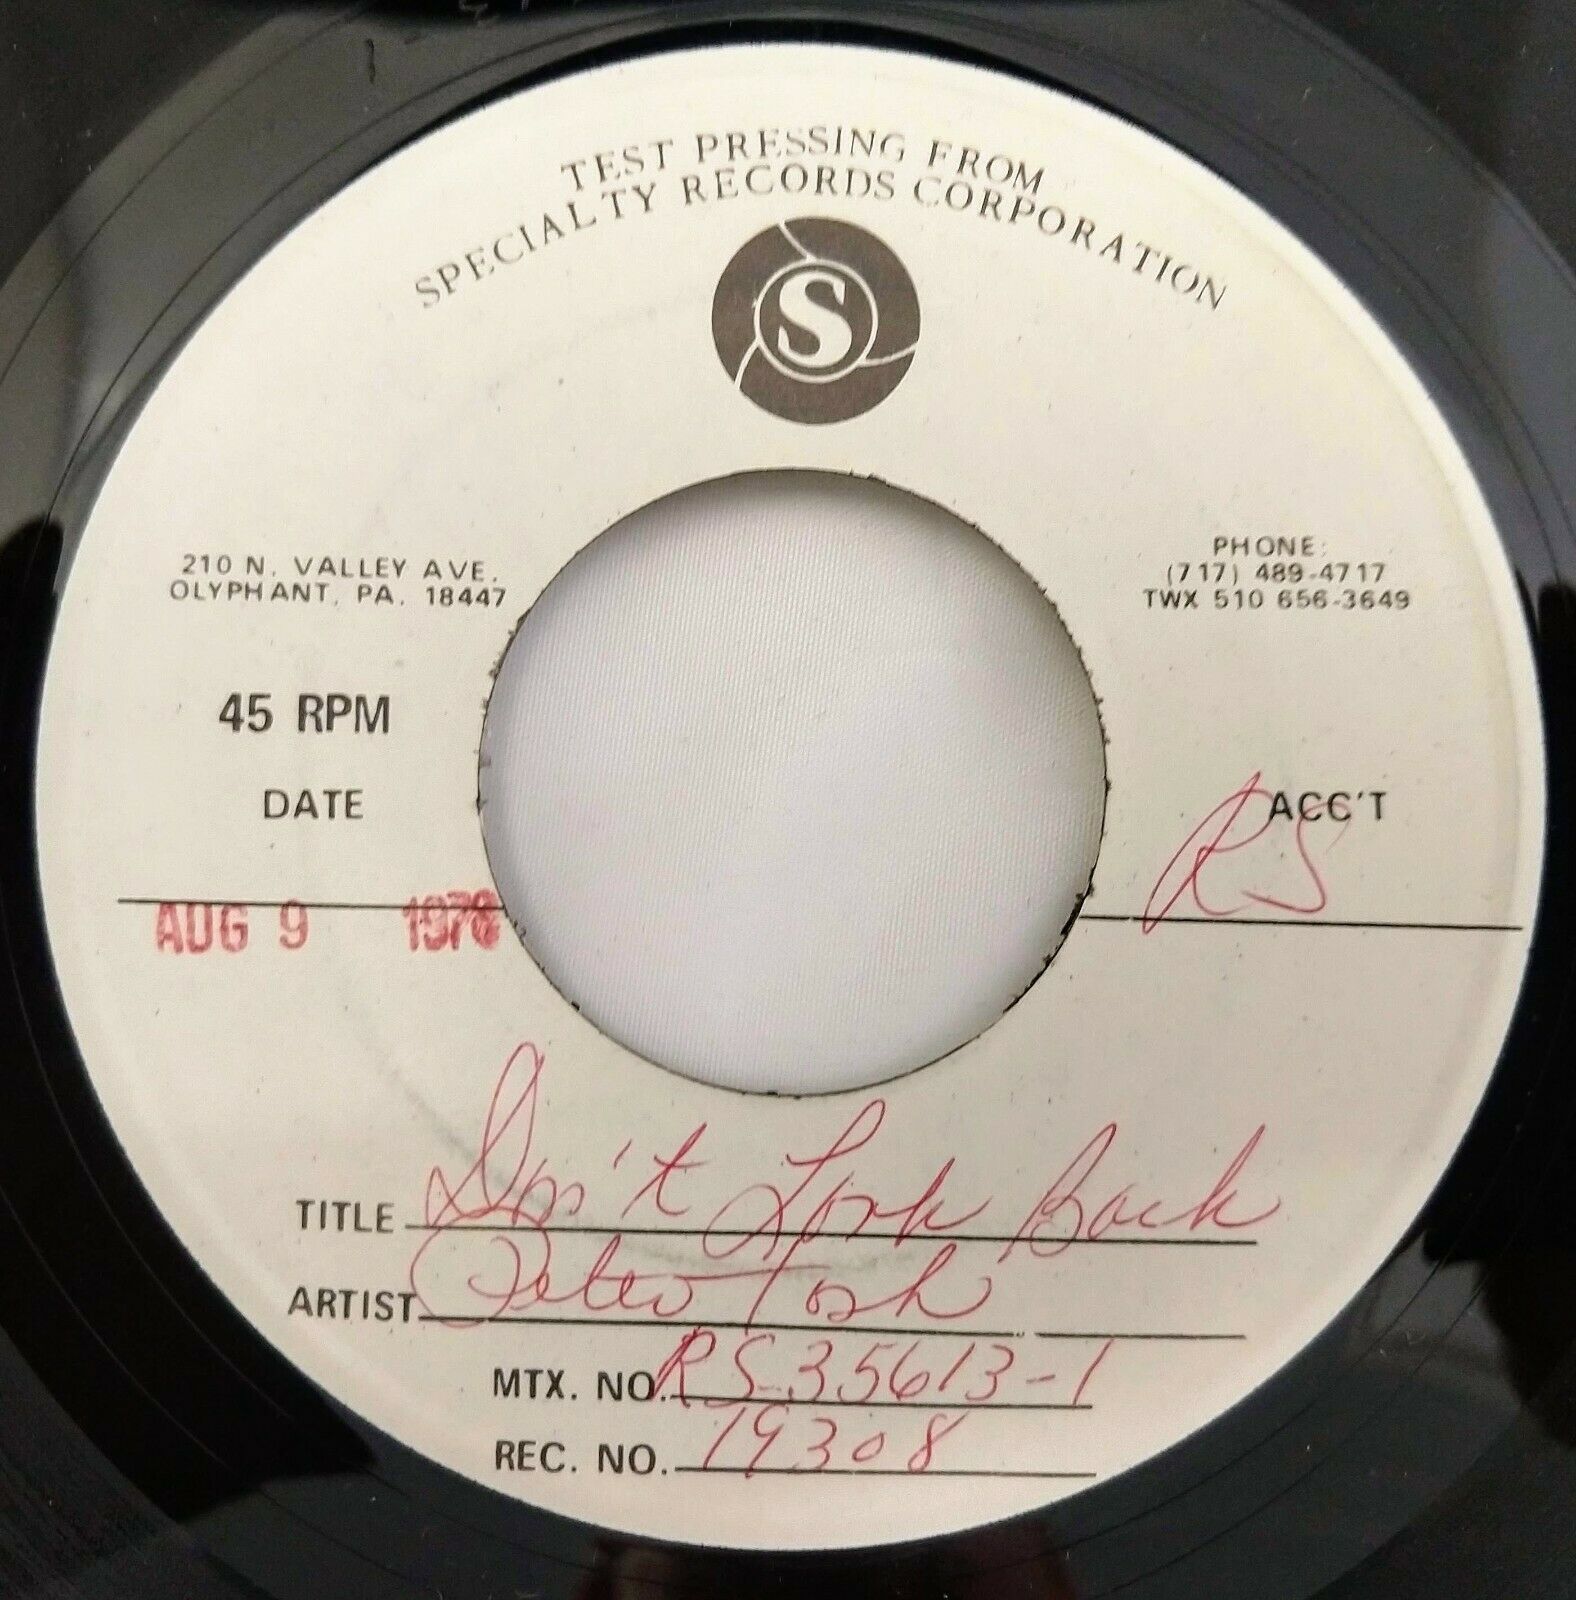 TEST PRESSING FROM
SPECIALTY RECORDS CORPORATION
S
210 N. VALLEY AVE.
OLYPHANT, PA. 18447
PHONE:
(717) 489-4717
TWX 510 656-3649
45 RPM
DATE
ACC'T
RS
AUG 9 1978
TITLE Don't Look Back
ARTIST Peter Tosh
MTX. NO. RS-35613-1
REC. NO. 19308